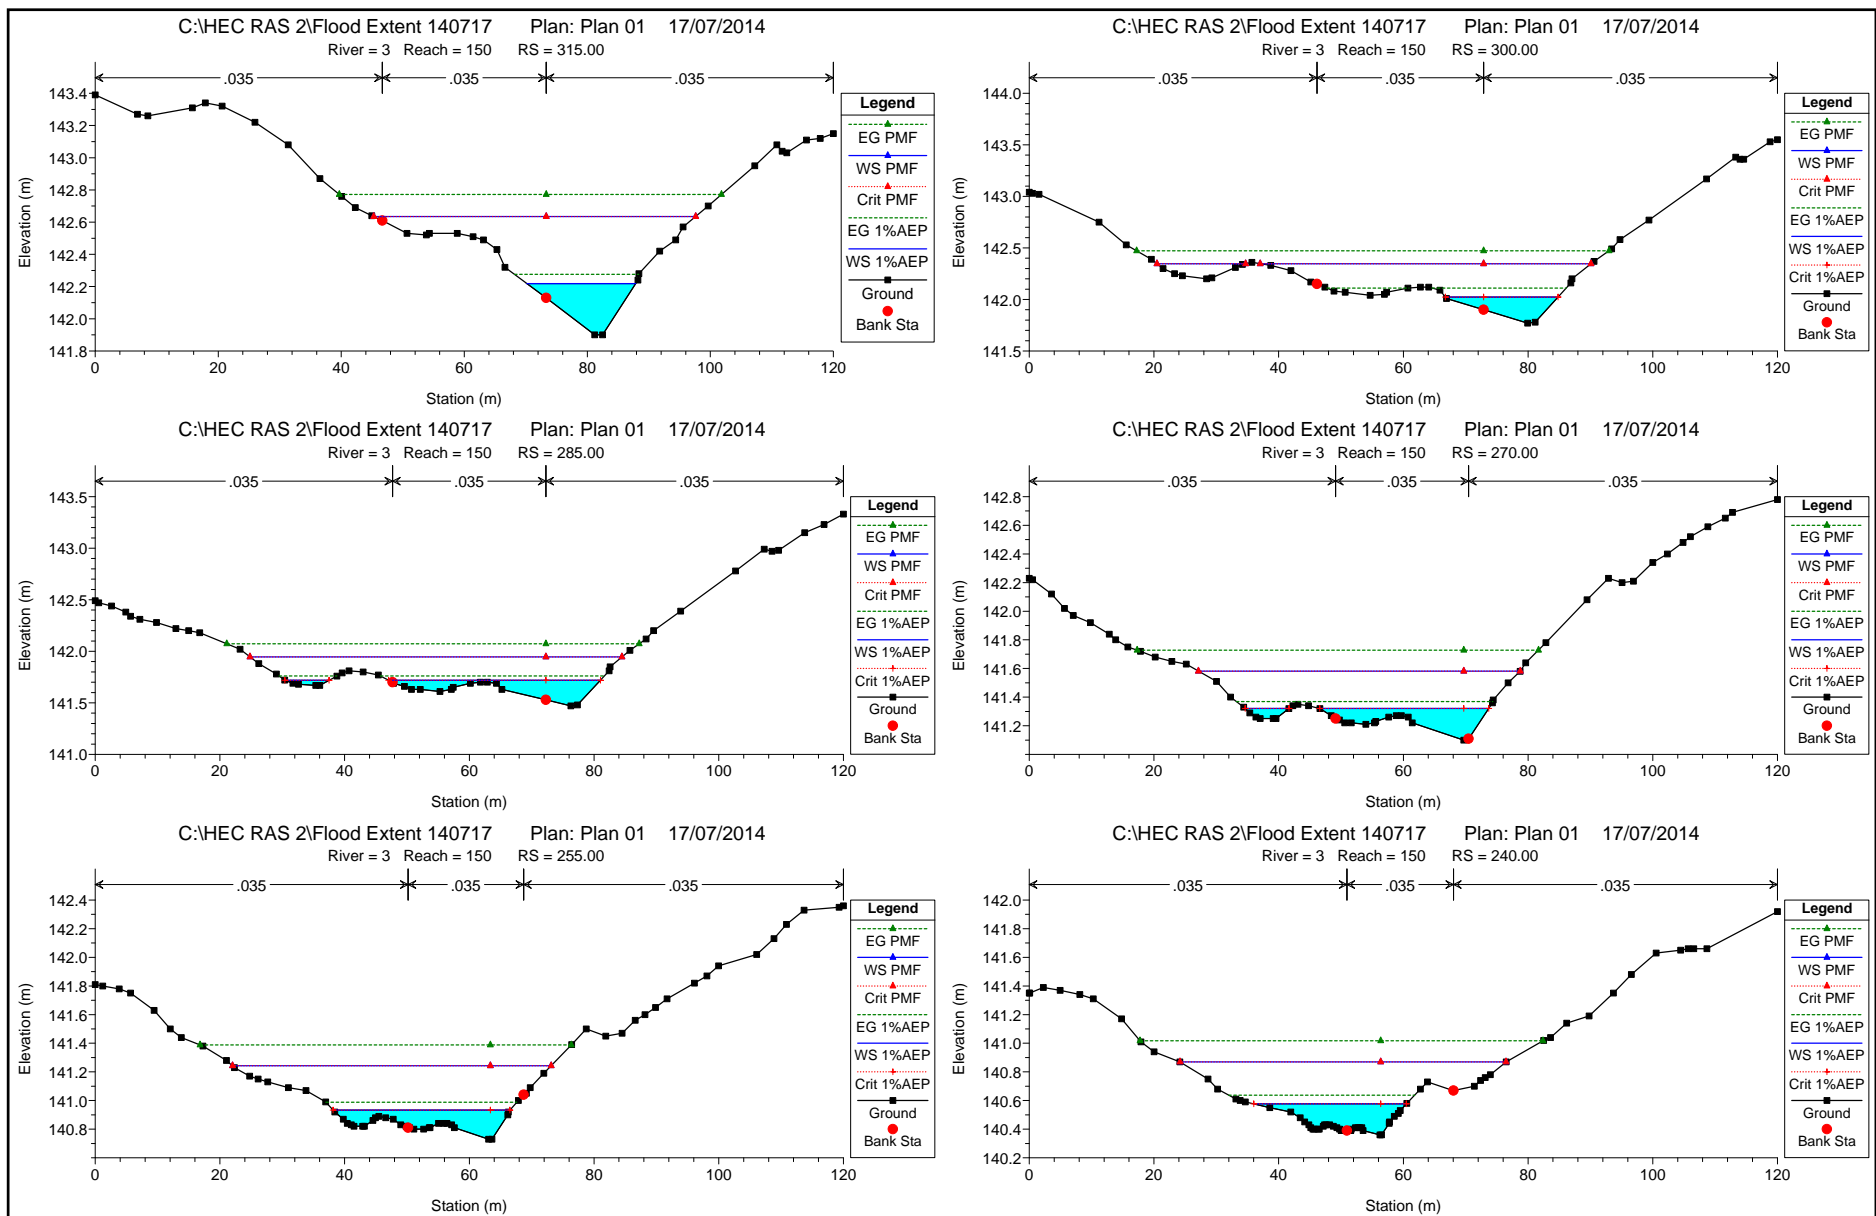 C:\HEC RAS 2\Flood Extent 140717 Plan: Plan 01 17/07/2014
River = 3 Reach = 150 RS = 315.00
.035 .035 .035
Elevation (m)
143.4
143.2
143.0
142.8
142.6
142.4
142.2
142.0
141.8
0 20 40 60 80 100 120
Station (m)
Legend
EG PMF
WS PMF
Crit PMF
EG 1%AEP
WS 1%AEP
Ground
Bank Sta
C:\HEC RAS 2\Flood Extent 140717 Plan: Plan 01 17/07/2014
River = 3 Reach = 150 RS = 300.00
.035 .035 .035
Elevation (m)
144.0
143.5
143.0
142.5
142.0
141.5
0 20 40 60 80 100 120
Station (m)
Legend
EG PMF
WS PMF
Crit PMF
EG 1%AEP
WS 1%AEP
Crit 1%AEP
Ground
Bank Sta
C:\HEC RAS 2\Flood Extent 140717 Plan: Plan 01 17/07/2014
River = 3 Reach = 150 RS = 285.00
.035 .035 .035
Elevation (m)
143.5
143.0
142.5
142.0
141.5
141.0
0 20 40 60 80 100 120
Station (m)
Legend
EG PMF
WS PMF
Crit PMF
EG 1%AEP
WS 1%AEP
Crit 1%AEP
Ground
Bank Sta
C:\HEC RAS 2\Flood Extent 140717 Plan: Plan 01 17/07/2014
River = 3 Reach = 150 RS = 270.00
.035 .035 .035
Elevation (m)
142.8
142.6
142.4
142.2
142.0
141.8
141.6
141.4
141.2
0 20 40 60 80 100 120
Station (m)
Legend
EG PMF
WS PMF
Crit PMF
EG 1%AEP
WS 1%AEP
Crit 1%AEP
Ground
Bank Sta
C:\HEC RAS 2\Flood Extent 140717 Plan: Plan 01 17/07/2014
River = 3 Reach = 150 RS = 255.00
.035 .035 .035
Elevation (m)
142.4
142.2
142.0
141.8
141.6
141.4
141.2
141.0
140.8
0 20 40 60 80 100 120
Station (m)
Legend
EG PMF
WS PMF
Crit PMF
EG 1%AEP
WS 1%AEP
Crit 1%AEP
Ground
Bank Sta
C:\HEC RAS 2\Flood Extent 140717 Plan: Plan 01 17/07/2014
River = 3 Reach = 150 RS = 240.00
.035 .035 .035
Elevation (m)
142.0
141.8
141.6
141.4
141.2
141.0
140.8
140.6
140.4
140.2
0 20 40 60 80 100 120
Station (m)
Legend
EG PMF
WS PMF
Crit PMF
EG 1%AEP
WS 1%AEP
Crit 1%AEP
Ground
Bank Sta